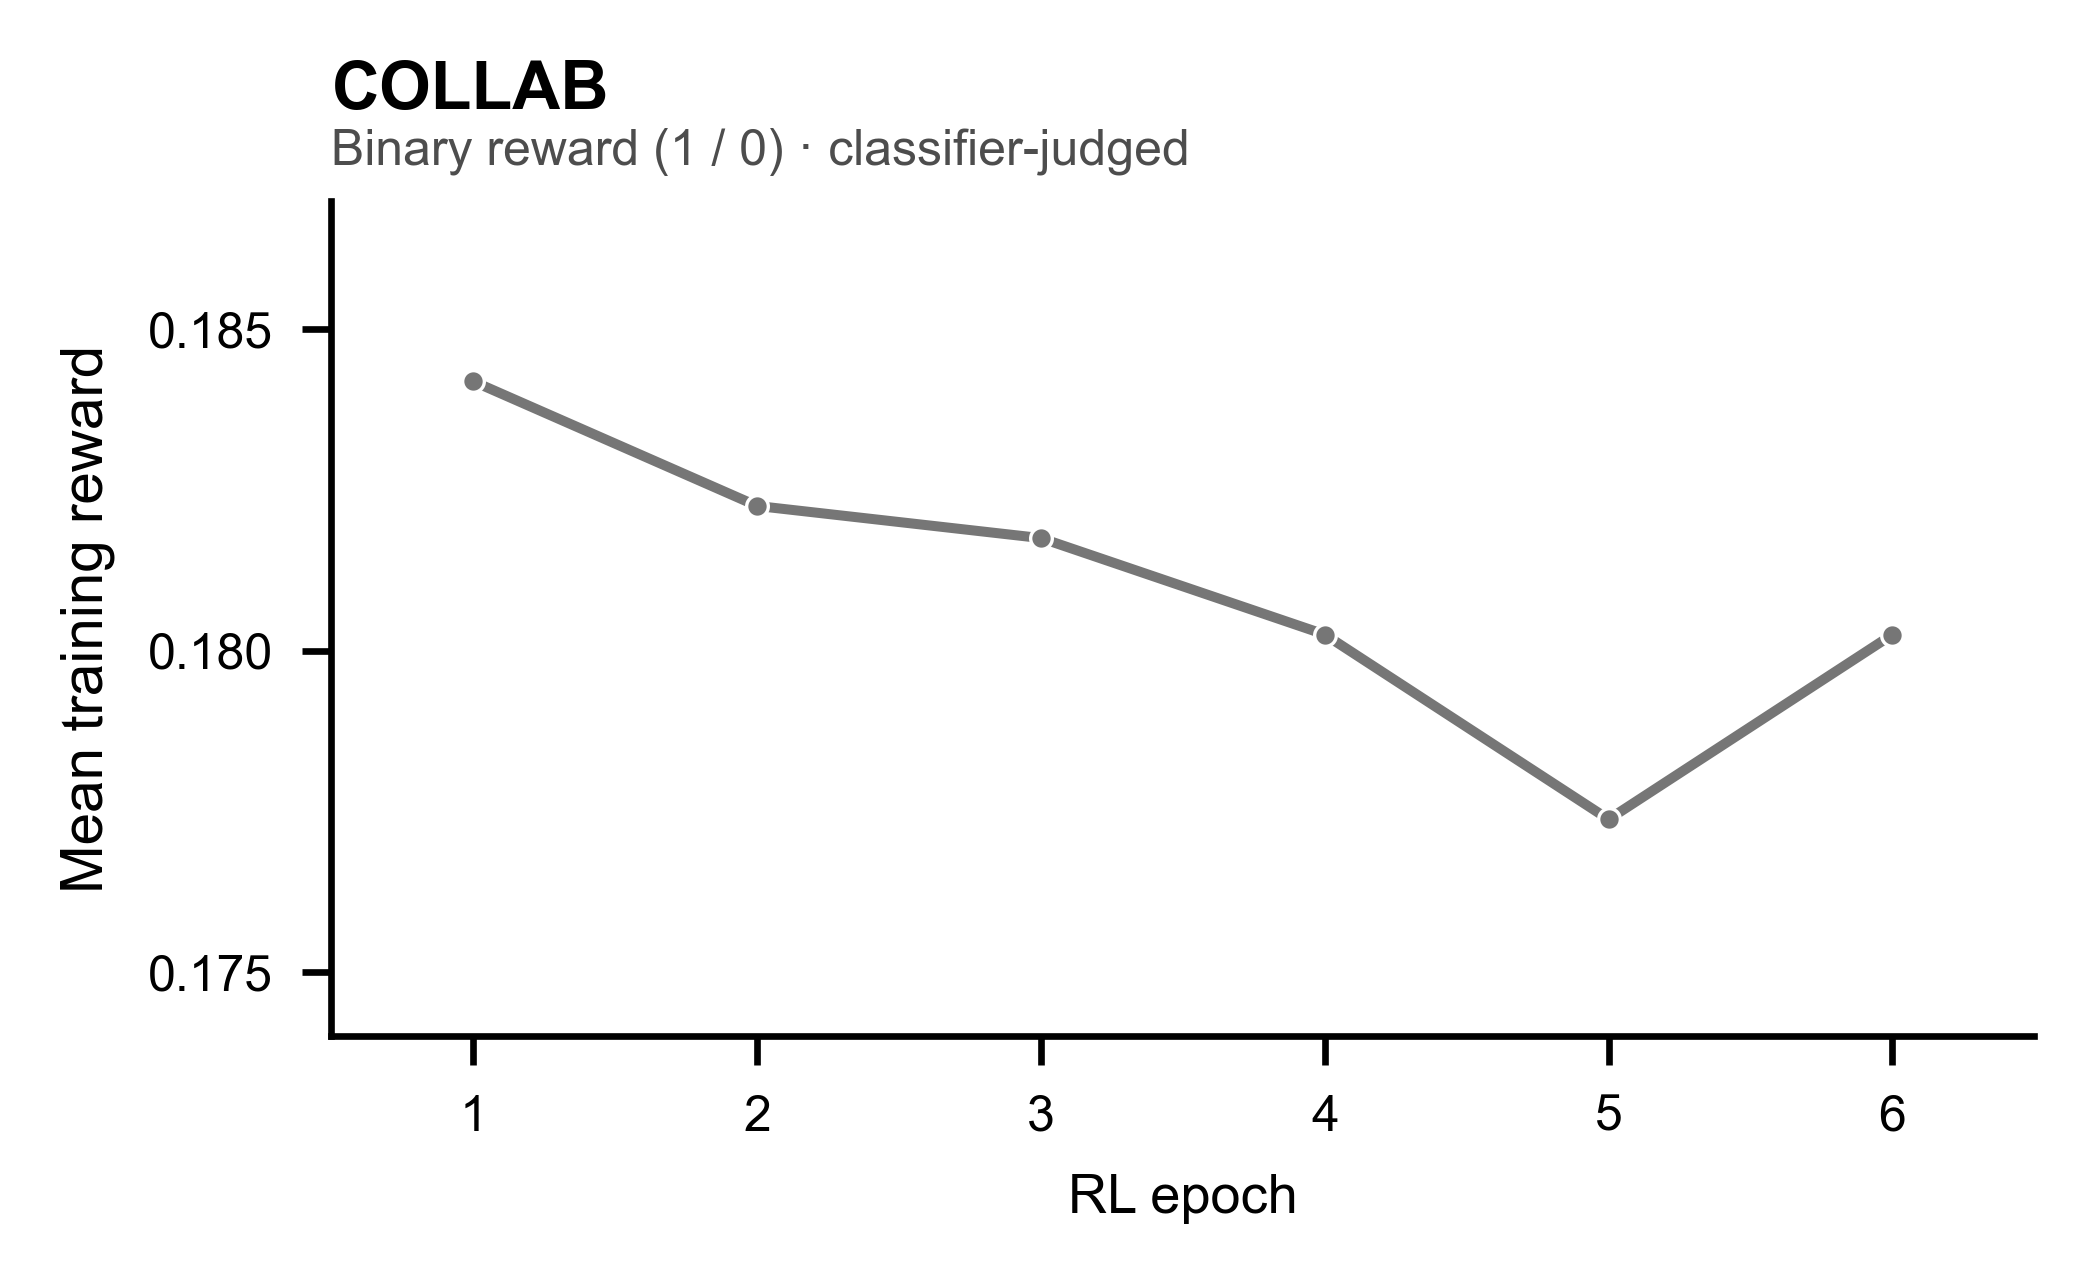 COLLAB
Binary reward (1 / 0) · classifier-judged
Mean training reward
0.185
0.180
0.175
1 2 3 4 5 6
RL epoch